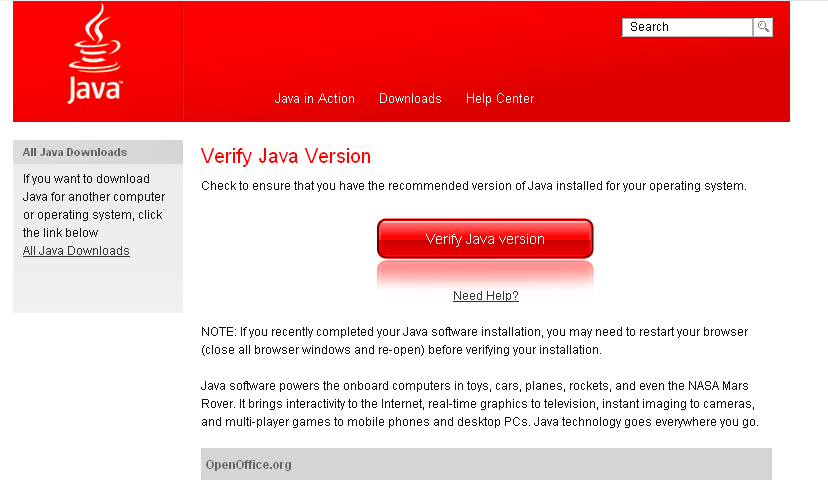 Java™
Search
Java in Action
Downloads
Help Center
All Java Downloads
If you want to download
Java for another computer
or operating system, click
the link below
All Java Downloads
Verify Java Version
Check to ensure that you have the recommended version of Java installed for your operating system.
Verify Java version
Need Help?
NOTE: If you recently completed your Java software installation, you may need to restart your browser
(close all browser windows and re-open) before verifying your installation.
Java software powers the onboard computers in toys, cars, planes, rockets, and even the NASA Mars
Rover. It brings interactivity to the Internet, real-time graphics to television, instant imaging to cameras,
and multi-player games to mobile phones and desktop PCs. Java technology goes everywhere you go.
OpenOffice.org